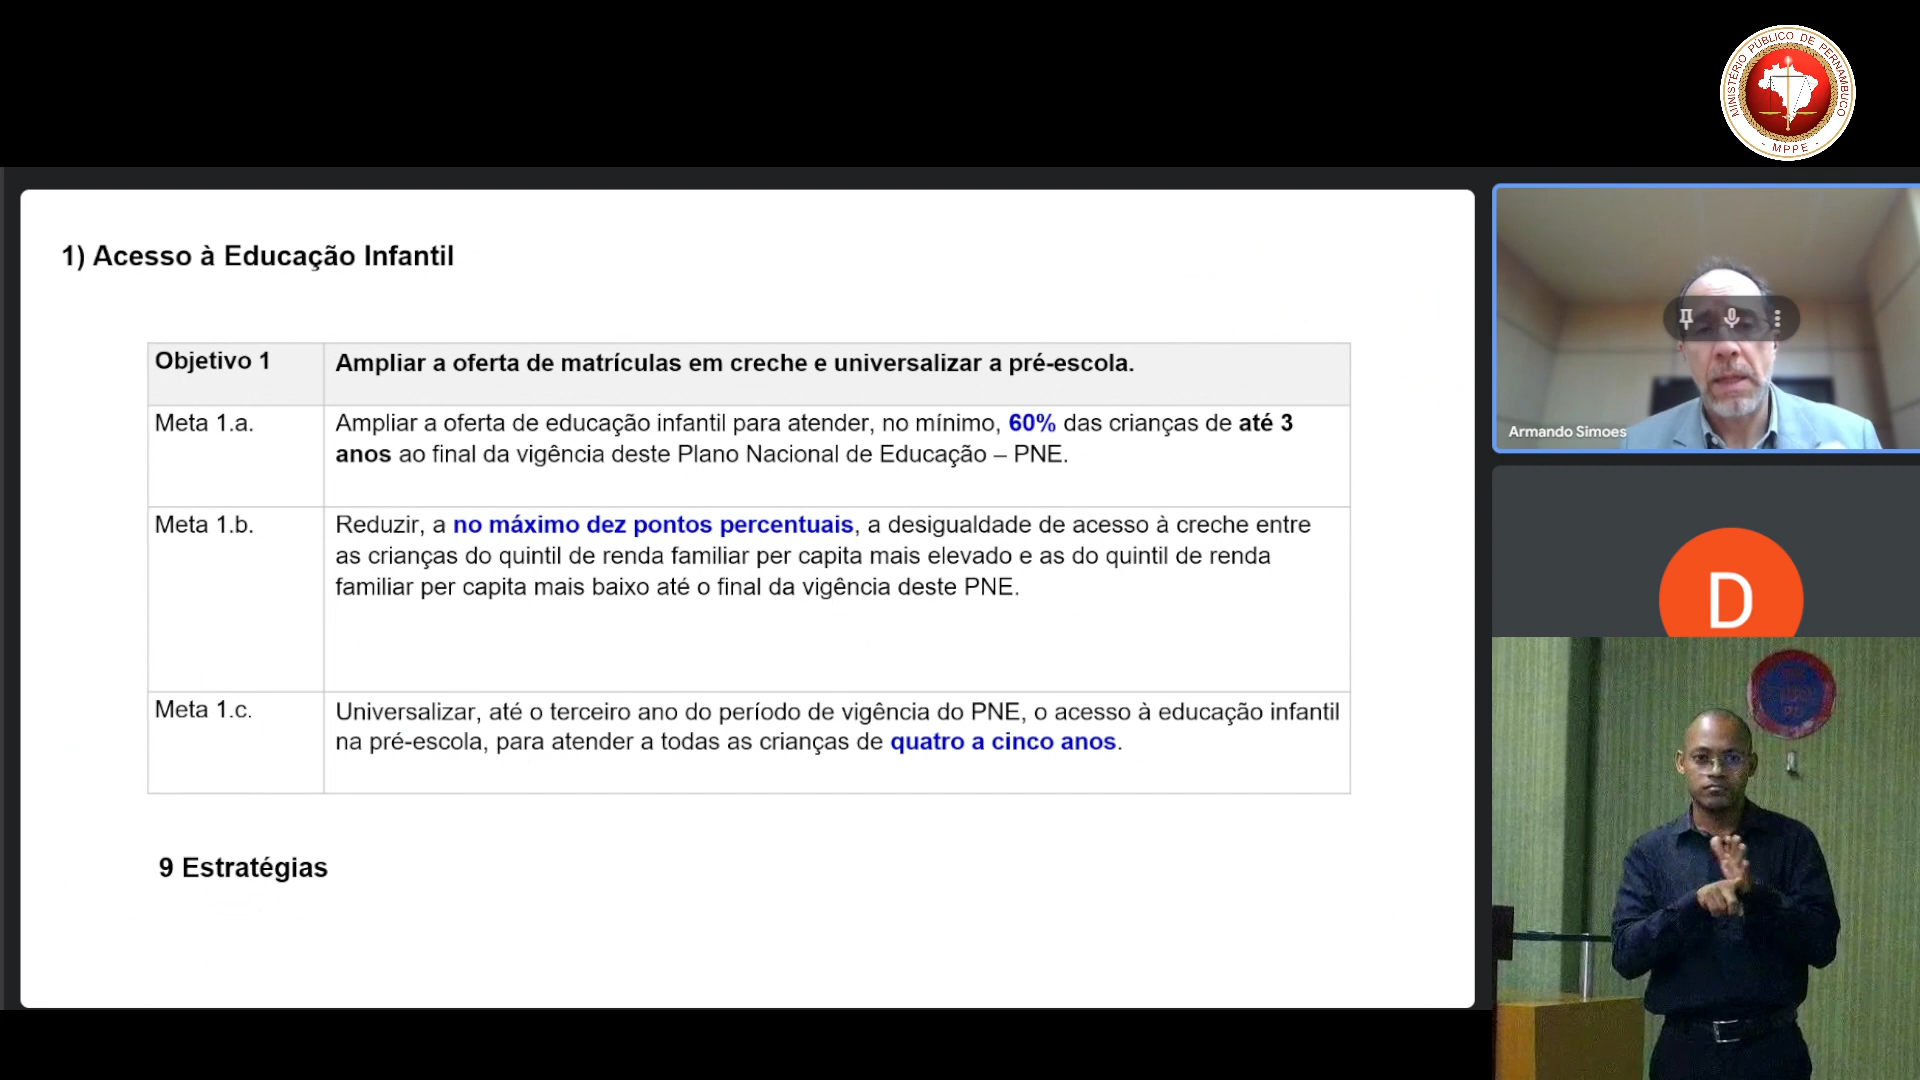 MINISTÉRIO PÚBLICO DE PERNAMBUCO
- MPPE -
1) Acesso à Educação Infantil
Objetivo 1
Ampliar a oferta de matrículas em creche e universalizar a pré-escola.
Meta 1.a.
Ampliar a oferta de educação infantil para atender, no mínimo, 60% das crianças de até 3
anos ao final da vigência deste Plano Nacional de Educação – PNE.
Meta 1.b.
Reduzir, a no máximo dez pontos percentuais, a desigualdade de acesso à creche entre
as crianças do quintil de renda familiar per capita mais elevado e as do quintil de renda
familiar per capita mais baixo até o final da vigência deste PNE.
Meta 1.c.
Universalizar, até o terceiro ano do período de vigência do PNE, o acesso à educação infantil
na pré-escola, para atender a todas as crianças de quatro a cinco anos.
9 Estratégias
Armando Simoes
D